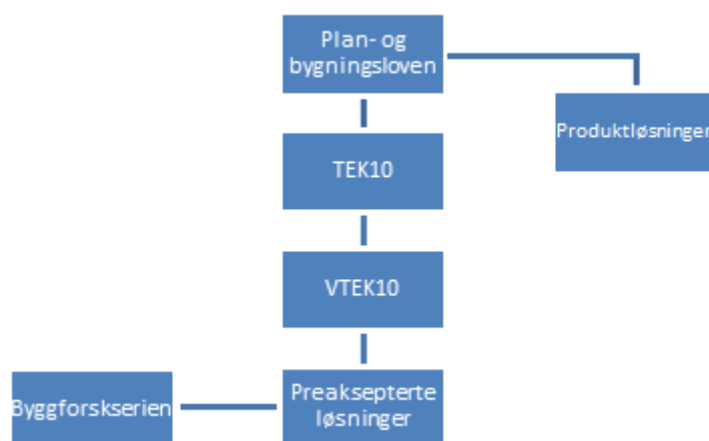 Plan- og
bygningsloven
Produktløsninger
TEK10
VTEK10
Preaksepterte
løsninger
Byggforskserien